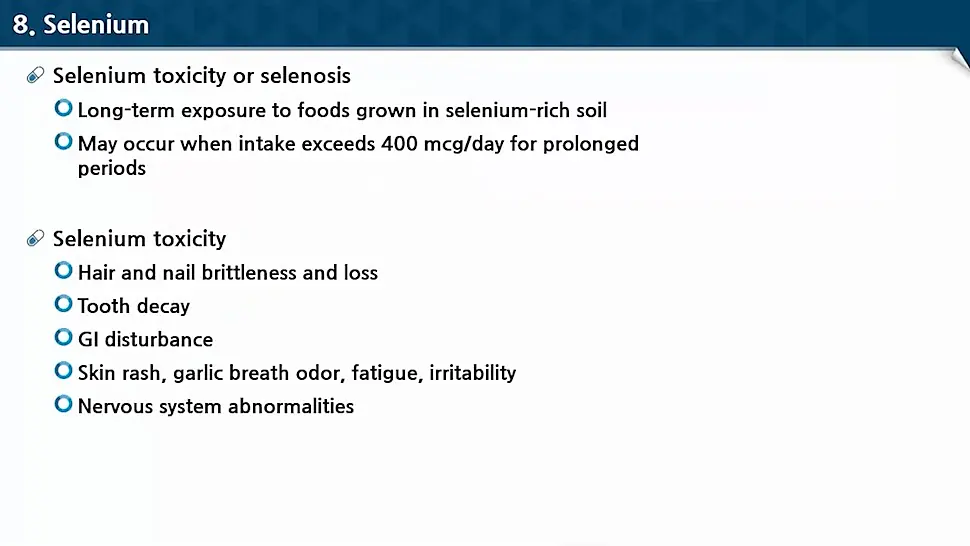 8. Selenium
Selenium toxicity or selenosis
Long-term exposure to foods grown in selenium-rich soil
May occur when intake exceeds 400 mcg/day for prolonged
periods
Selenium toxicity
Hair and nail brittleness and loss
Tooth decay
GI disturbance
Skin rash, garlic breath odor, fatigue, irritability
Nervous system abnormalities